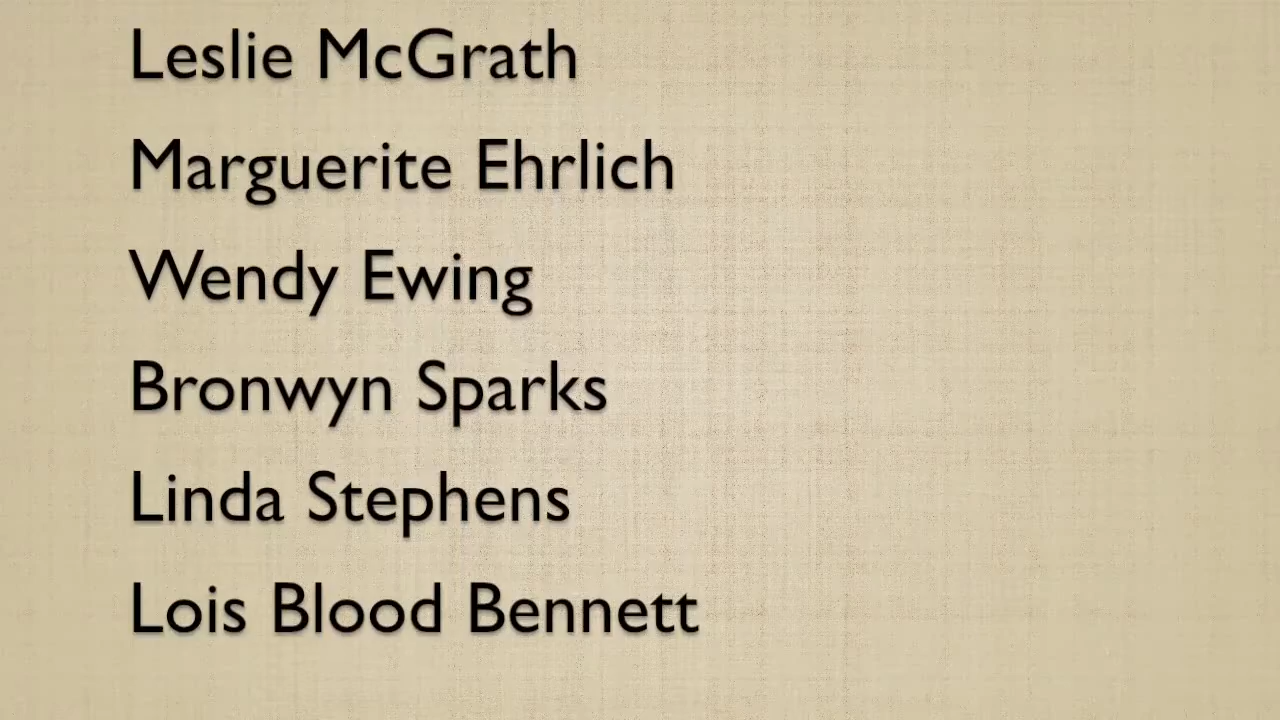 Leslie McGrath
Marguerite Ehrlich
Wendy Ewing
Bronwyn Sparks
Linda Stephens
Lois Blood Bennett